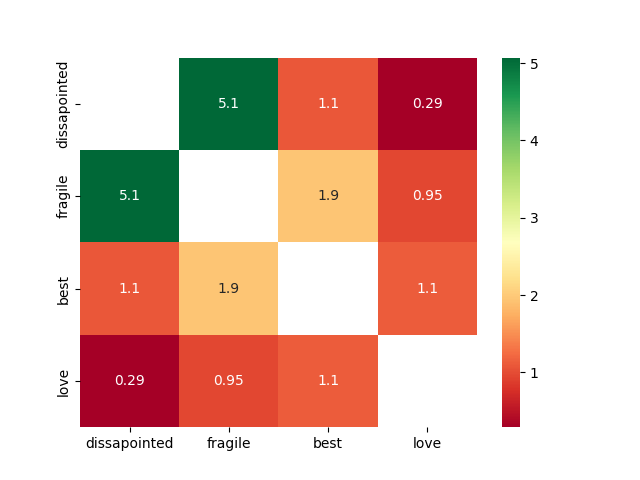 dissapointed 5.1 1.1 0.29
fragile 5.1 1.9 0.95
best 1.1 1.9 1.1
love 0.29 0.95 1.1
dissapointed fragile best love
5
4
3
2
1